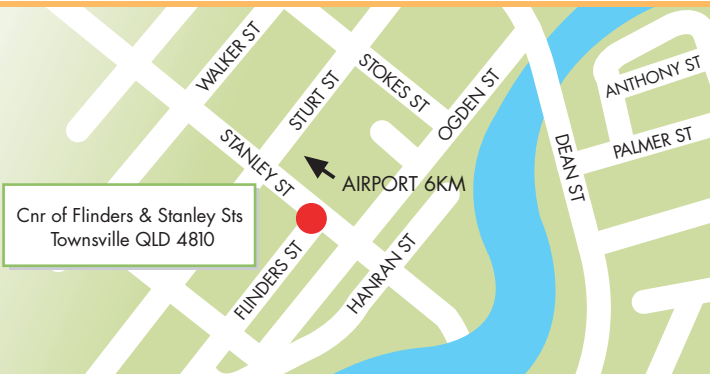 WALKER ST
STURT ST
STOKES ST
OGDEN ST
ANTHONY ST
PALMER ST
DEAN ST
STANLEY ST
AIRPORT 6KM
Cnr of Flinders & Stanley Sts
Townsville QLD 4810
FLINDERS ST
HANRAN ST